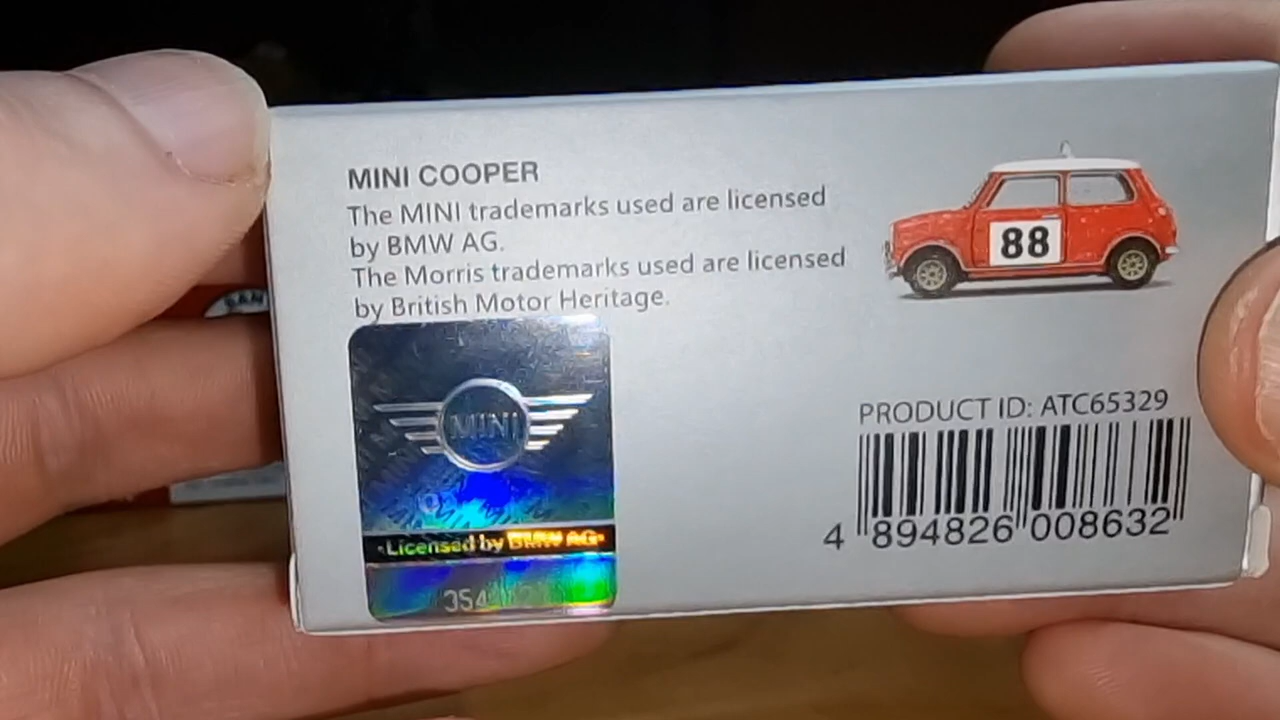 MINI COOPER
The MINI trademarks used are licensed
by BMW AG.
The Morris trademarks used are licensed
by British Motor Heritage.
88
MINI
Licensed by BMW AG
PRODUCT ID: ATC65329
4 894826 008632